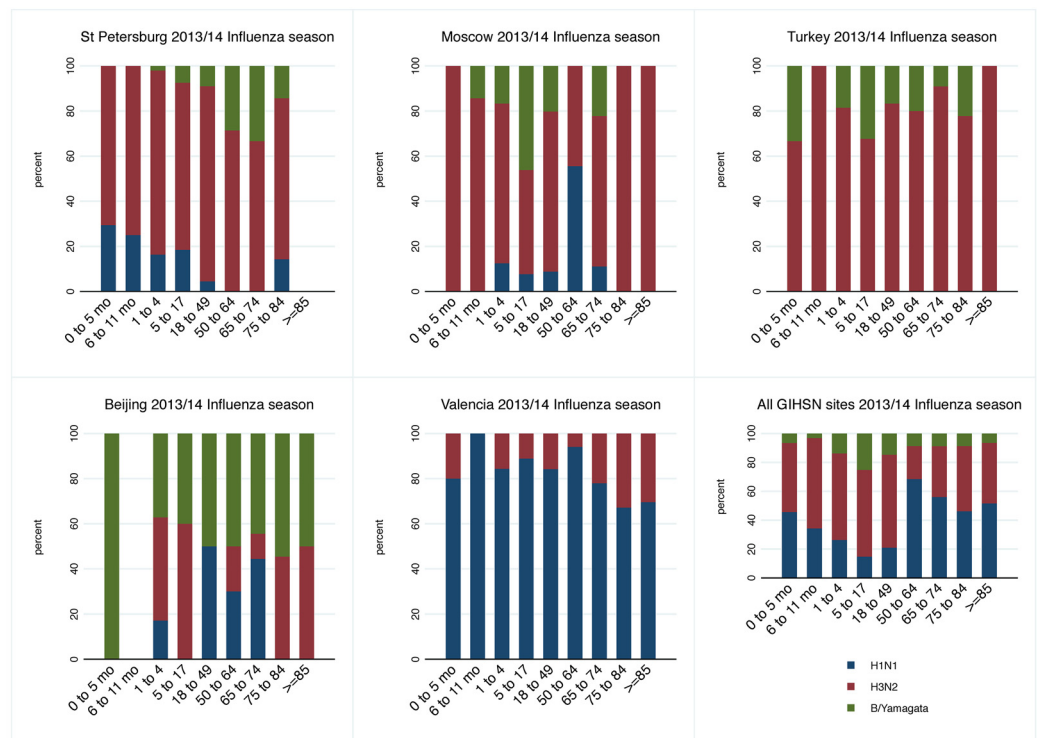 St Petersburg 2013/14 Influenza season
percent
100
80
60
40
20
0
0 to 5 mo
6 to 11 mo
1 to 4
5 to 17
18 to 49
50 to 64
65 to 74
75 to 84
>=85
Moscow 2013/14 Influenza season
percent
100
80
60
40
20
0
0 to 5 mo
6 to 11 mo
1 to 4
5 to 17
18 to 49
50 to 64
65 to 74
75 to 84
>=85
Turkey 2013/14 Influenza season
percent
100
80
60
40
20
0
0 to 5 mo
6 to 11 mo
1 to 4
5 to 17
18 to 49
50 to 64
65 to 74
75 to 84
>=85
Beijing 2013/14 Influenza season
percent
100
80
60
40
20
0
0 to 5 mo
6 to 11 mo
1 to 4
5 to 17
18 to 49
50 to 64
65 to 74
75 to 84
>=85
Valencia 2013/14 Influenza season
percent
100
80
60
40
20
0
0 to 5 mo
6 to 11 mo
1 to 4
5 to 17
18 to 49
50 to 64
65 to 74
75 to 84
>=85
All GIHSN sites 2013/14 Influenza season
percent
100
80
60
40
20
0
0 to 5 mo
6 to 11 mo
1 to 4
5 to 17
18 to 49
50 to 64
65 to 74
75 to 84
>=85
H1N1
H3N2
B/Yamagata